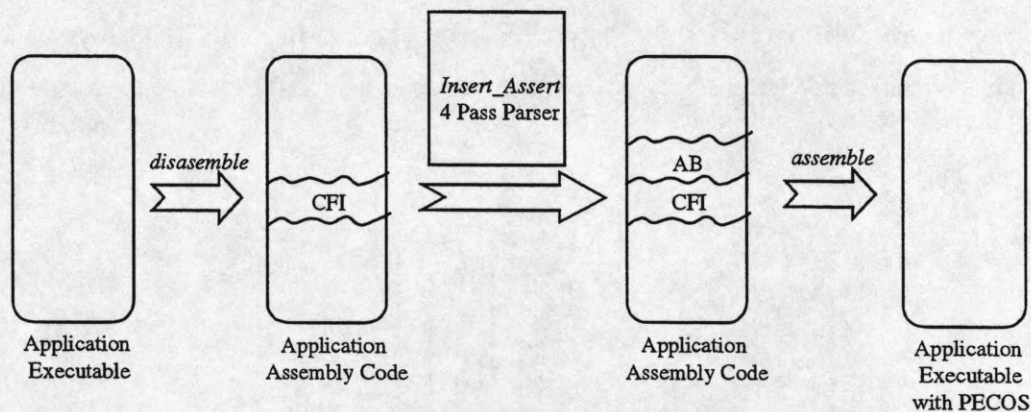 Insert_Assert
4 Pass Parser
disasemble
CFI
AB
CFI
assemble
Application
Executable
Application
Assembly Code
Application
Assembly Code
Application
Executable
with PECOS